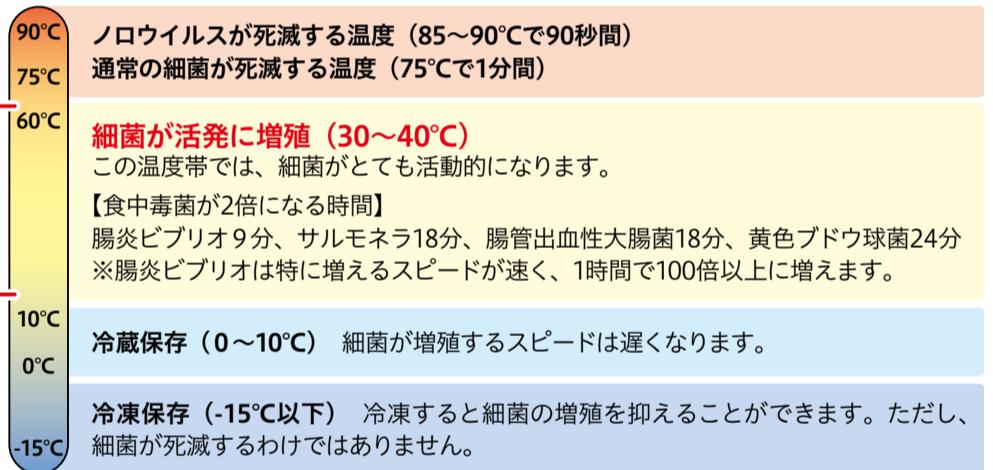 90℃
ノロウイルスが死滅する温度（85～90℃で90秒間）
75℃
通常の細菌が死滅する温度（75℃で1分間）
60℃
細菌が活発に増殖（30～40℃）
この温度帯では、細菌がとても活動的になります。
【食中毒菌が2倍になる時間】
腸炎ビブリオ９分、サルモネラ18分、腸管出血性大腸菌18分、黄色ブドウ球菌24分
※腸炎ビブリオは特に増えるスピードが速く、1時間で100倍以上に増えます。
10℃
冷蔵保存（０～10℃） 細菌が増殖するスピードは遅くなります。
0℃
冷凍保存（-15℃以下） 冷凍すると細菌の増殖を抑えることができます。ただし、
-15℃
細菌が死滅するわけではありません。